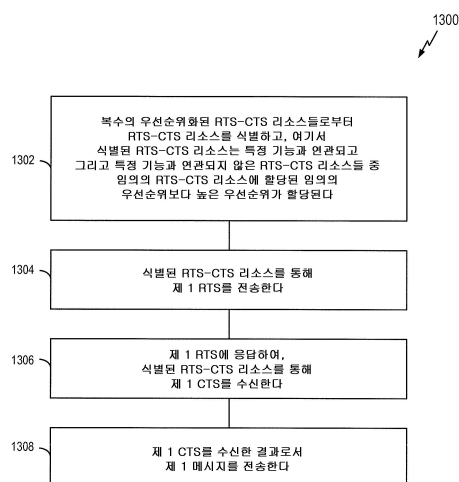 1300
복수의 우선순위화된 RTS-CTS 리소스들로부터
RTS-CTS 리소스를 식별하고, 여기서
식별된 RTS-CTS 리소스는 특정 기능과 연관되고
그리고 특정 기능과 연관되지 않은 RTS-CTS 리소스들 중
임의의 RTS-CTS 리소스에 할당된 임의의
우선순위보다 높은 우선순위가 할당된다
1302
식별된 RTS-CTS 리소스를 통해
제 1 RTS를 전송한다
1304
제 1 RTS에 응답하여,
식별된 RTS-CTS 리소스를 통해
제 1 CTS를 수신한다
1306
제 1 CTS를 수신한 결과로서
제 1 메시지를 전송한다
1308